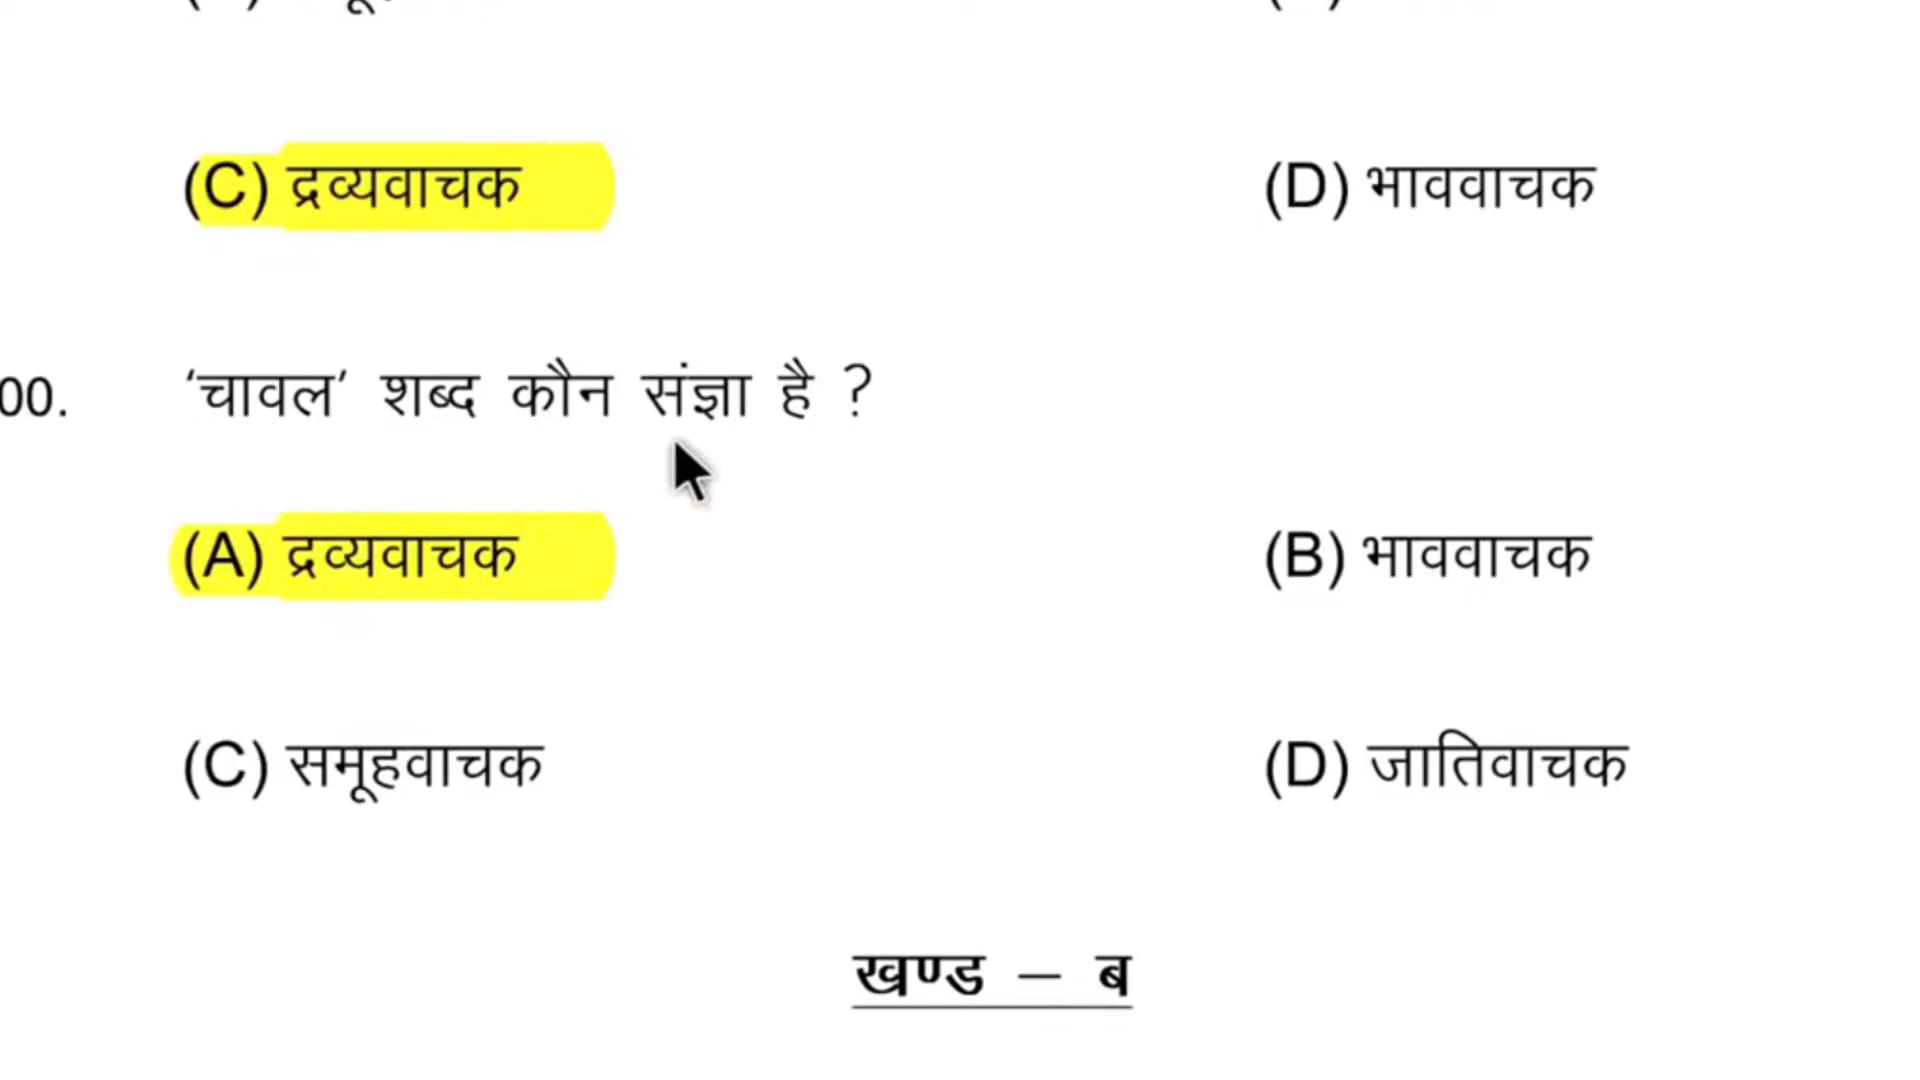 (C) द्रव्यवाचक (D) भाववाचक
00. ‘चावल’ शब्द कौन संज्ञा है ?
(A) द्रव्यवाचक (B) भाववाचक
(C) समूहवाचक (D) जातिवाचक
खण्ड – ब